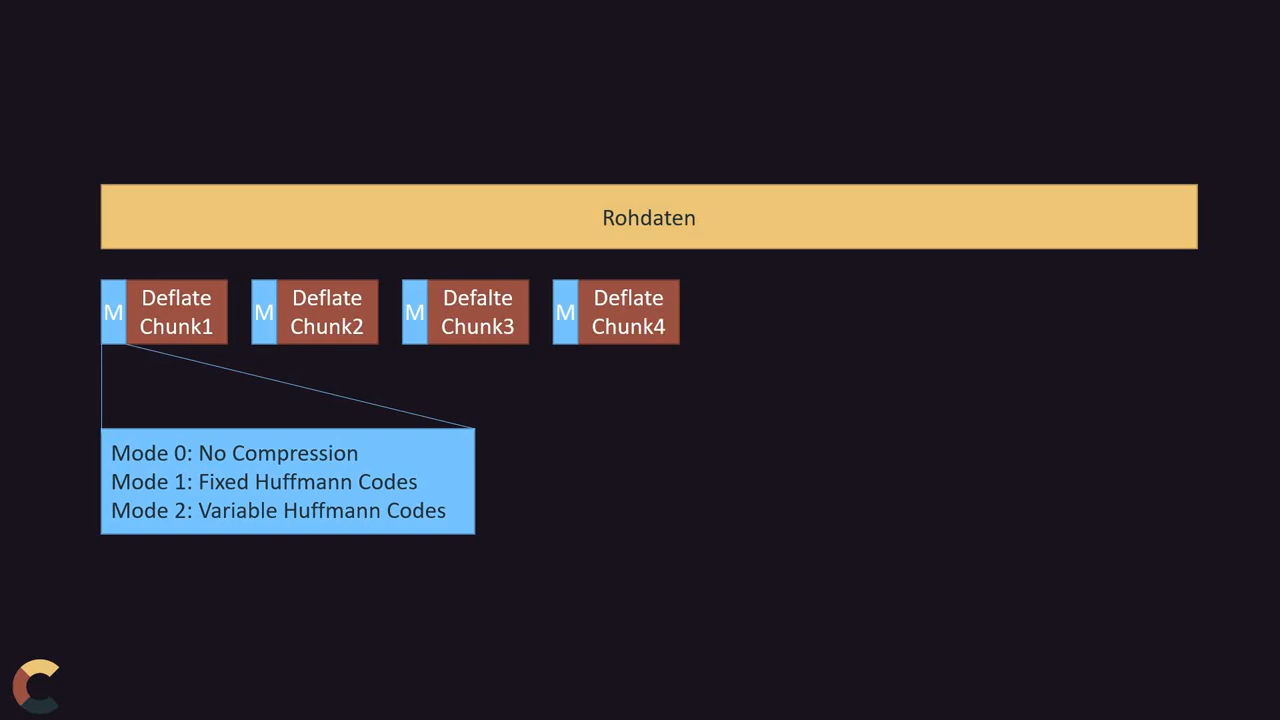 Rohdaten
M
Deflate
Chunk1
M
Deflate
Chunk2
M
Defalte
Chunk3
M
Deflate
Chunk4
Mode 0: No Compression
Mode 1: Fixed Huffmann Codes
Mode 2: Variable Huffmann Codes